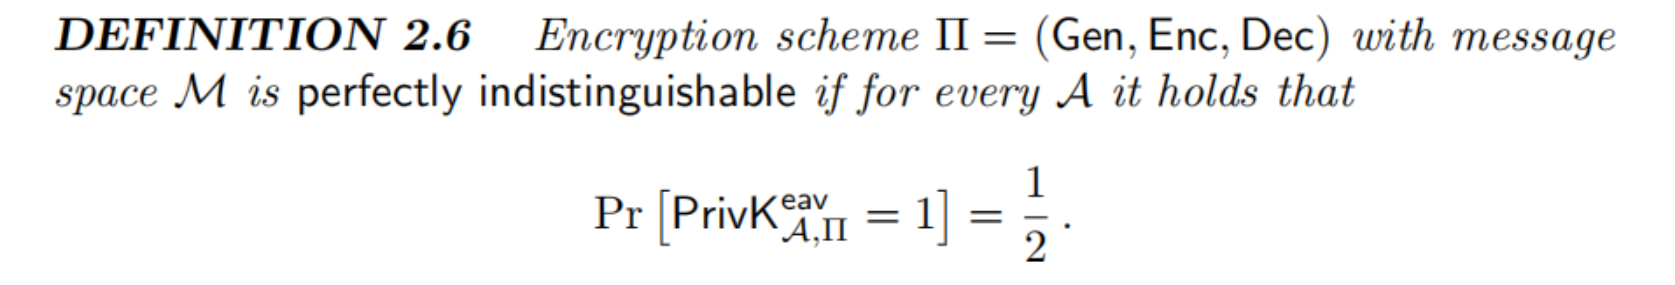 DEFINITION 2.6 Encryption scheme Π = (Gen, Enc, Dec) with message
space ℳ is perfectly indistinguishable if for every 𝒜 it holds that
Pr [PrivK^{eav}_{𝒜,Π} = 1] = 1/2 .